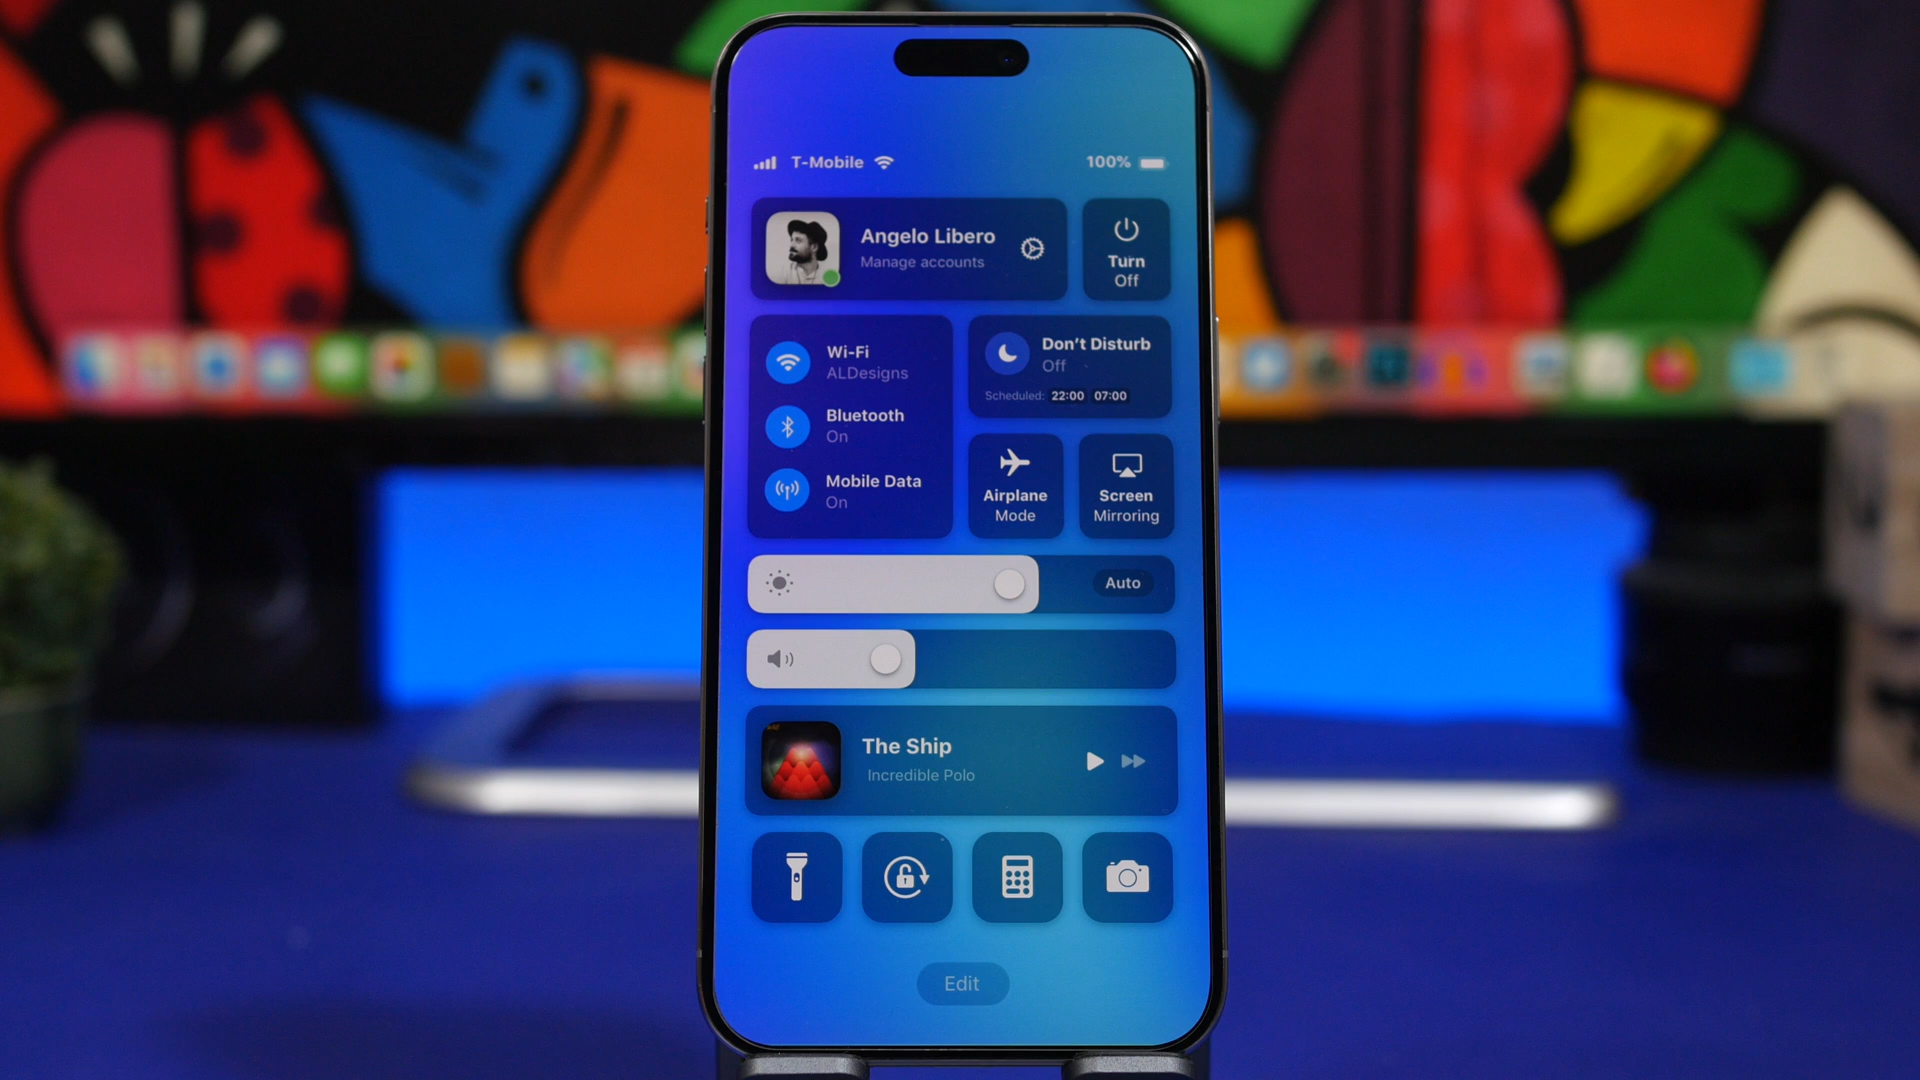 T-Mobile
100%
Angelo Libero
Manage accounts
Turn
Off
Wi-Fi
ALDesigns
Bluetooth
On
Mobile Data
On
Don't Disturb
Off
Scheduled: 22:00 07:00
Airplane
Mode
Screen
Mirroring
Auto
The Ship
Incredible Polo
Edit